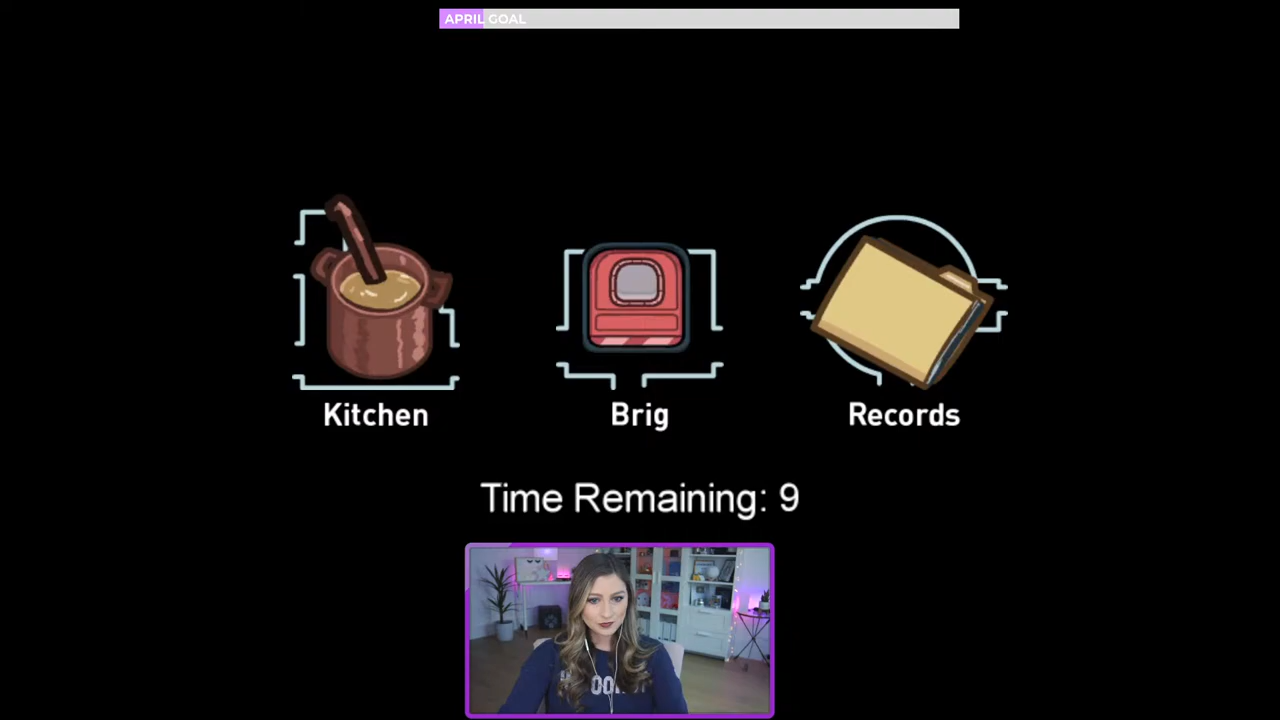 APRIL GOAL
Kitchen
Brig
Records
Time Remaining: 9